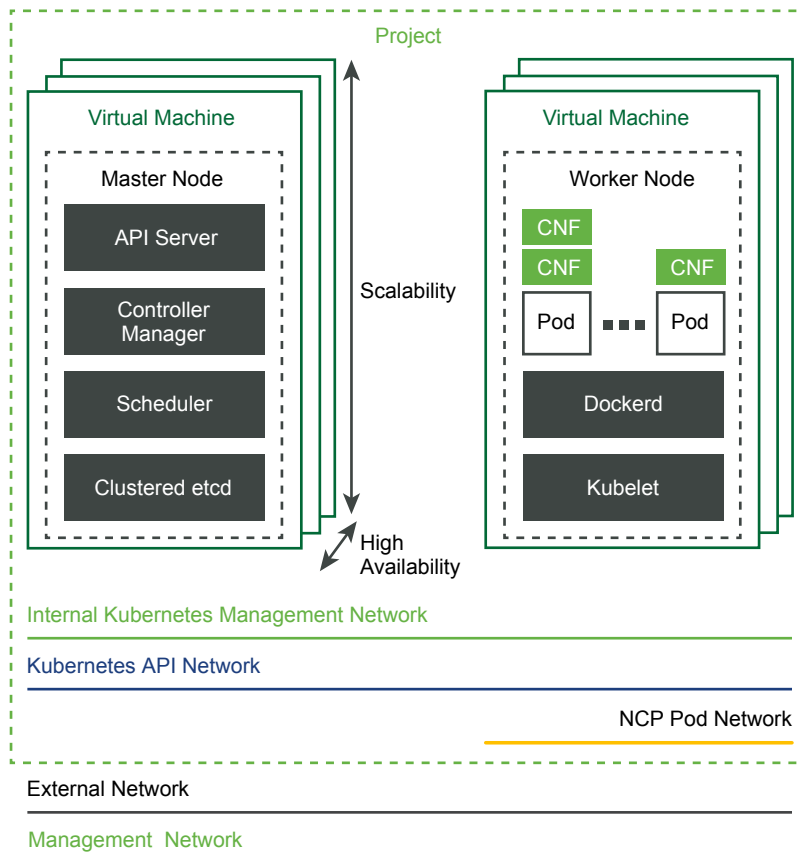 Project
Virtual Machine
Master Node
API Server
Controller
Manager
Scheduler
Clustered etcd
Scalability
High
Availability
Virtual Machine
Worker Node
CNF
CNF
CNF
Pod
Pod
Dockerd
Kubelet
Internal Kubernetes Management Network
Kubernetes API Network
NCP Pod Network
External Network
Management Network